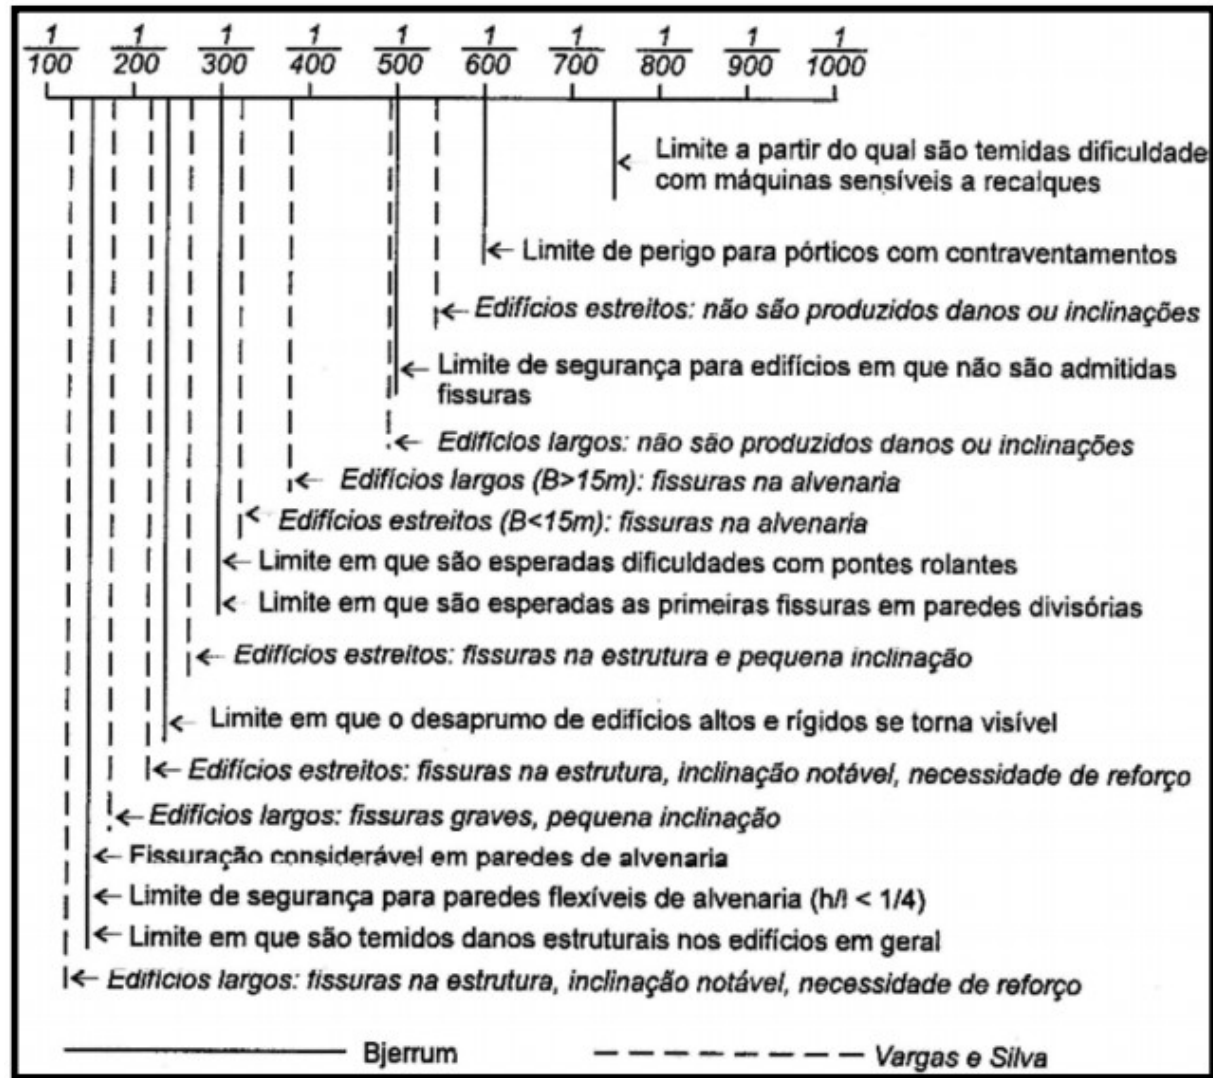 1/100 1/200 1/300 1/400 1/500 1/600 1/700 1/800 1/900 1/1000
Limite a partir do qual são temidas dificuldade
com máquinas sensíveis a recalques
Limite de perigo para pórticos com contraventamentos
Edifícios estreitos: não são produzidos danos ou inclinações
Limite de segurança para edifícios em que não são admitidas
fissuras
Edifícios largos: não são produzidos danos ou inclinações
Edifícios largos (B>15m): fissuras na alvenaria
Edifícios estreitos (B<15m): fissuras na alvenaria
Limite em que são esperadas dificuldades com pontes rolantes
Limite em que são esperadas as primeiras fissuras em paredes divisórias
Edifícios estreitos: fissuras na estrutura e pequena inclinação
Limite em que o desaprumo de edifícios altos e rígidos se torna visível
Edifícios estreitos: fissuras na estrutura, inclinação notável, necessidade de reforço
Edifícios largos: fissuras graves, pequena inclinação
Fissuração considerável em paredes de alvenaria
Limite de segurança para paredes flexíveis de alvenaria (h/l < 1/4)
Limite em que são temidos danos estruturais nos edifícios em geral
Edifícios largos: fissuras na estrutura, inclinação notável, necessidade de reforço
Bjerrum
Vargas e Silva